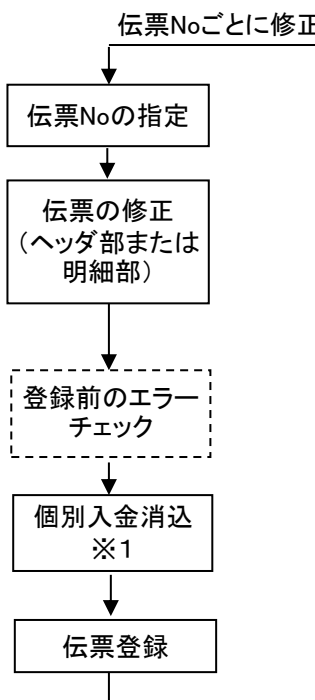 伝票Noごとに修正
伝票Noの指定
伝票の修正
（ヘッダ部または
明細部）
登録前のエラー
チェック
個別入金消込
※1
伝票登録